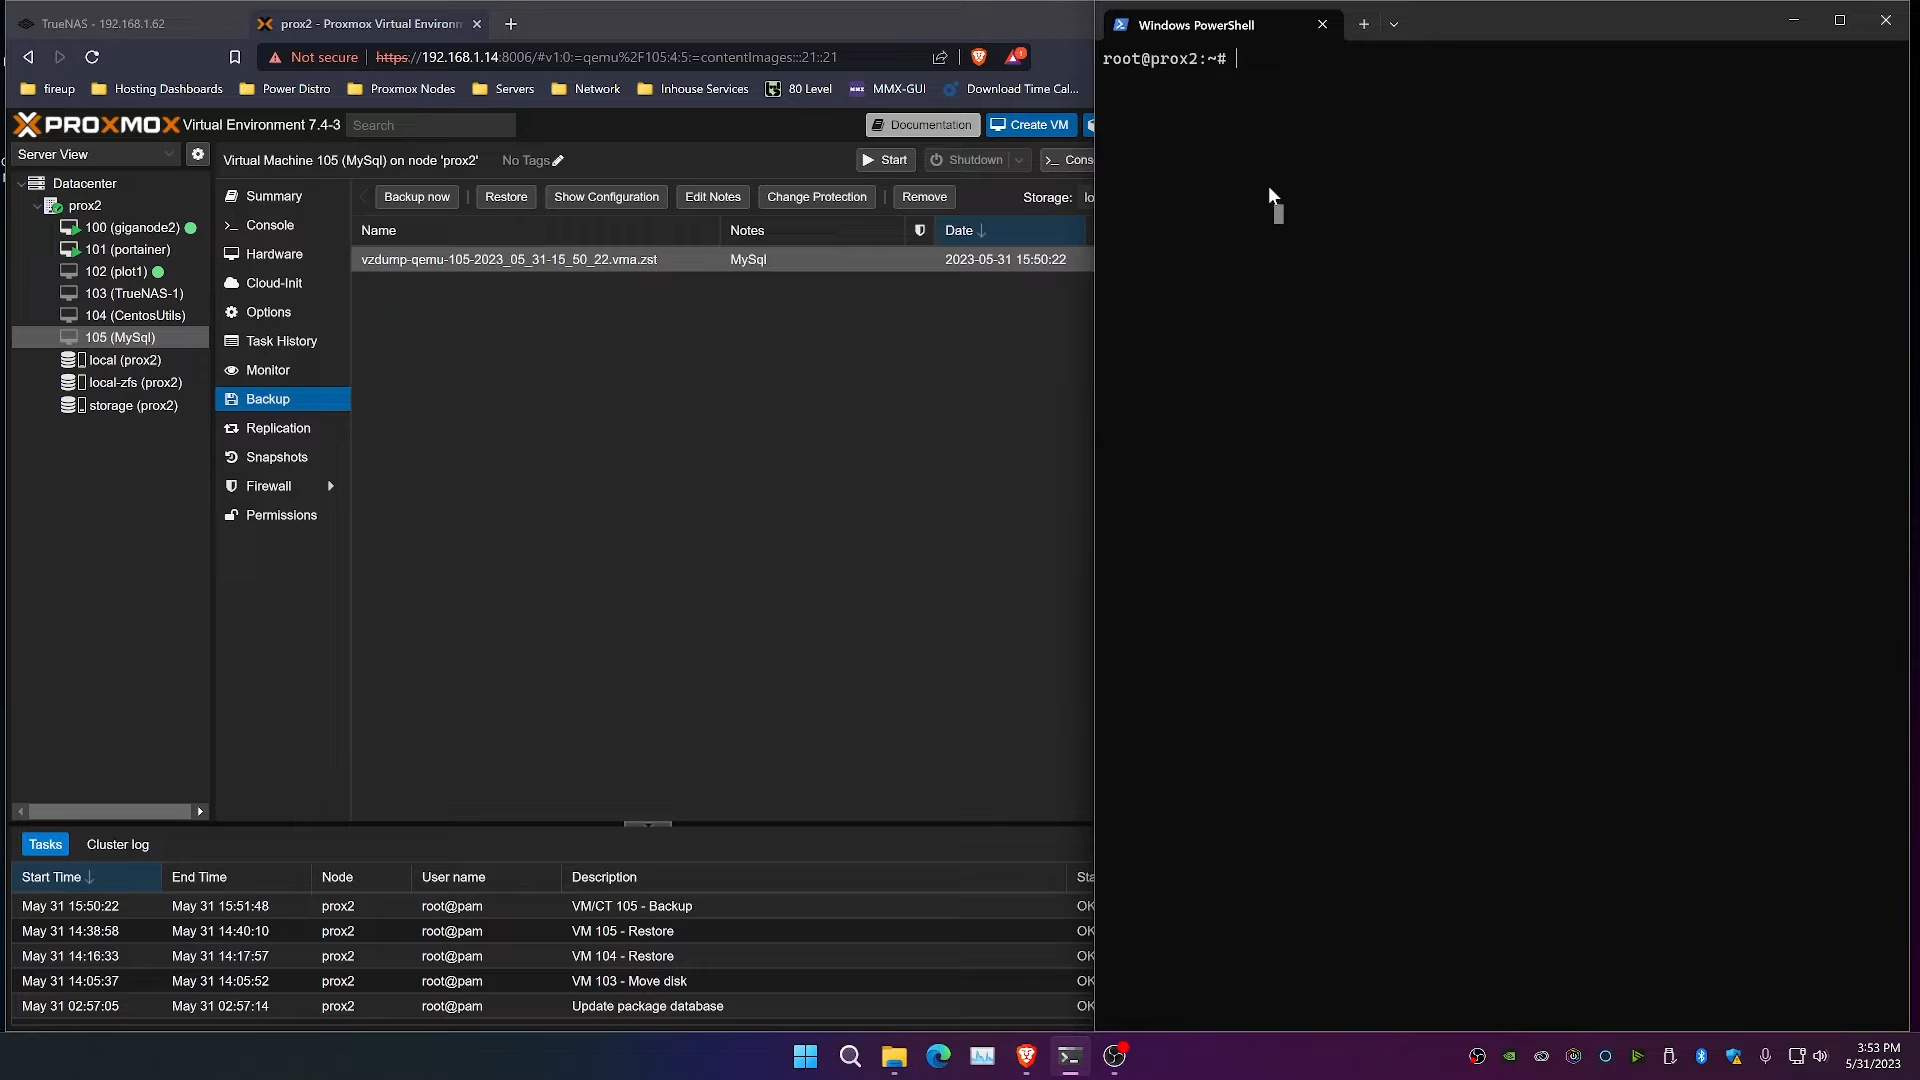 TrueNAS - 192.168.1.62
prox2 - Proxmox Virtual Environm
Windows PowerShell
Not secure
https://192.168.1.14:8006/#v1:0:=qemu%2F105:4:5:=contentImages:::21::21
fireup
Hosting Dashboards
Power Distro
Proxmox Nodes
Servers
Network
Inhouse Services
80 Level
MMX-GUI
Download Time Cal...
root@prox2:~#
PROXMOX Virtual Environment 7.4-3
Search
Documentation
Create VM
Server View
Virtual Machine 105 (MySql) on node 'prox2'
No Tags
Start
Shutdown
Cons
Datacenter
prox2
100 (giganode2)
101 (portainer)
102 (plot1)
103 (TrueNAS-1)
104 (CentosUtils)
105 (MySql)
local (prox2)
local-zfs (prox2)
storage (prox2)
Summary
Console
Hardware
Cloud-Init
Options
Task History
Monitor
Backup
Replication
Snapshots
Firewall
Permissions
Backup now
Restore
Show Configuration
Edit Notes
Change Protection
Remove
Storage:
lo
Name
Notes
Date
vzdump-qemu-105-2023_05_31-15_50_22.vma.zst
MySql
2023-05-31 15:50:22
Tasks
Cluster log
Start Time End Time Node User name Description Sta
May 31 15:50:22 May 31 15:51:48 prox2 root@pam VM/CT 105 - Backup OK
May 31 14:38:58 May 31 14:40:10 prox2 root@pam VM 105 - Restore OK
May 31 14:16:33 May 31 14:17:57 prox2 root@pam VM 104 - Restore OK
May 31 14:05:37 May 31 14:05:52 prox2 root@pam VM 103 - Move disk OK
May 31 02:57:05 May 31 02:57:14 prox2 root@pam Update package database OK
3:53 PM
5/31/2023